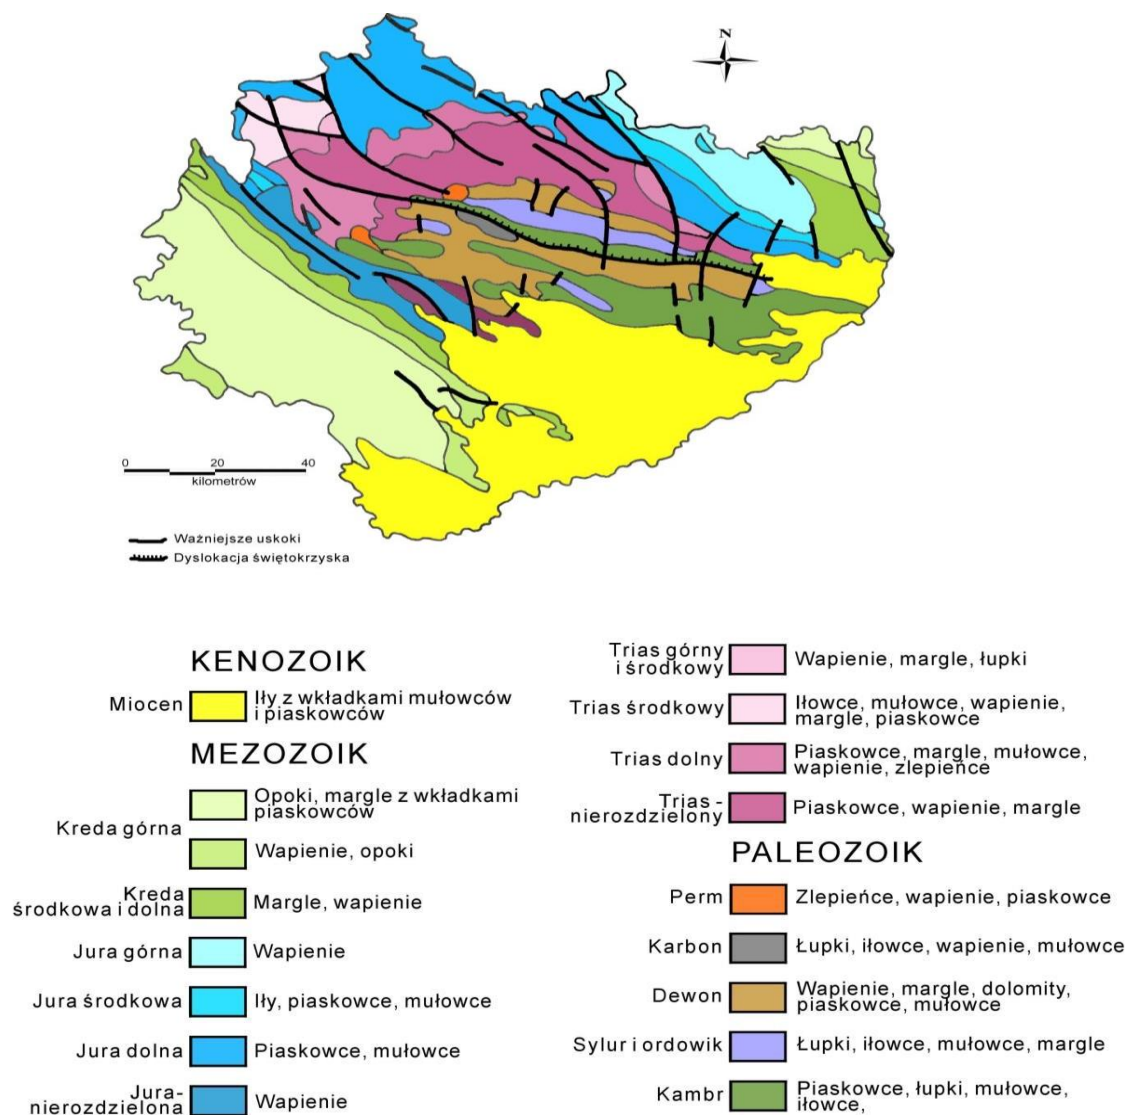 N
0 20 40
kilometrów
Ważniejsze uskoki
Dyslokacja świętokrzyska
KENOZOIK
Miocen
Iły z wkładkami mułowców
i piaskowców
MEZOZOIK
Kreda górna
Opoki, margle z wkładkami
piaskowców
Wapienie, opoki
Kreda
środkowa i dolna
Margle, wapienie
Jura górna
Wapienie
Jura środkowa
Iły, piaskowce, mułowce
Jura dolna
Piaskowce, mułowce
Jura-
nierozdzielona
Wapienie
Trias górny
i środkowy
Wapienie, margle, łupki
Trias środkowy
Iłowce, mułowce, wapienie,
margle, piaskowce
Trias dolny
Piaskowce, margle, mułowce,
wapienie, zlepieńce
Trias -
nierozdzielony
Piaskowce, wapienie, margle
PALEOZOIK
Perm
Zlepieńce, wapienie, piaskowce
Karbon
Łupki, iłowce, wapienie, mułowce
Dewon
Wapienie, margle, dolomity,
piaskowce, mułowce
Sylur i ordowik
Łupki, iłowce, mułowce, margle
Kambr
Piaskowce, łupki, mułowce,
iłowce,